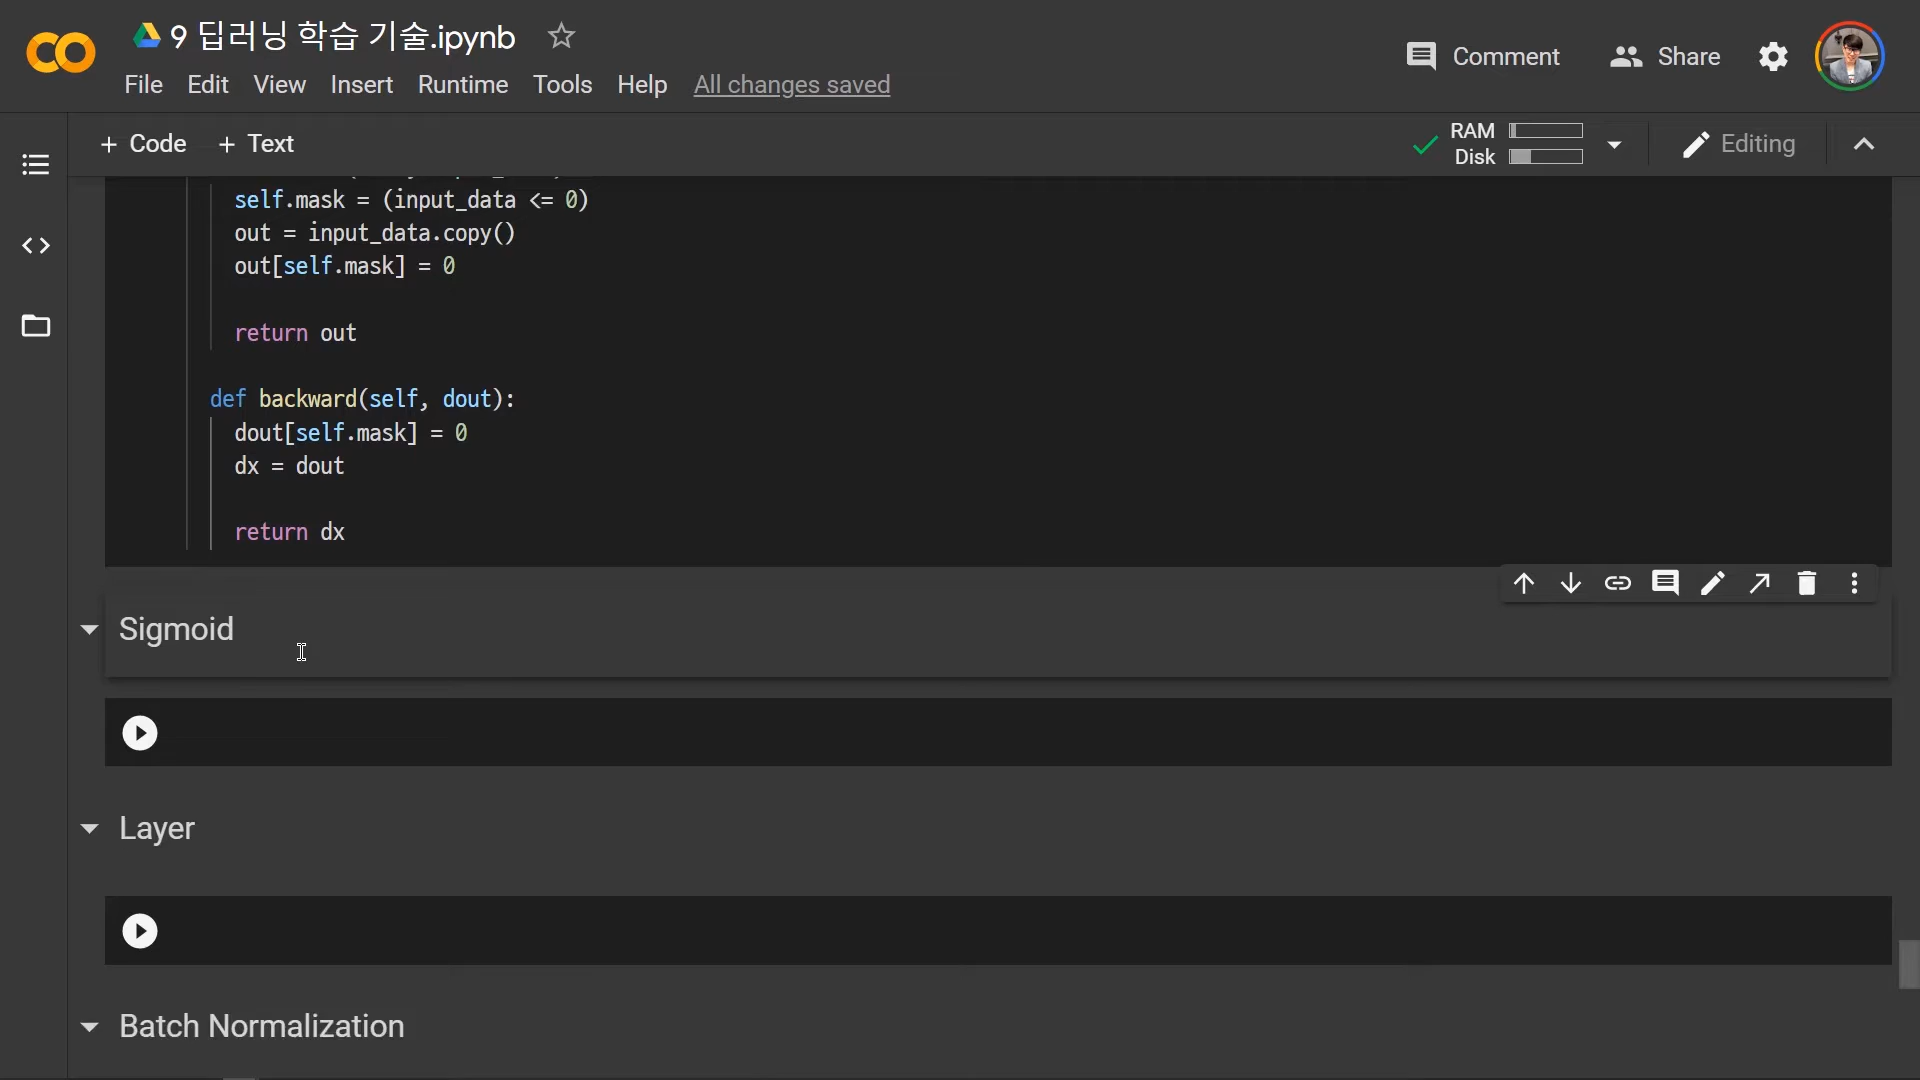 9 딥러닝 학습 기술.ipynb
File Edit View Insert Runtime Tools Help All changes saved
Comment Share
+ Code + Text
RAM
Disk
Editing
self.mask = (input_data <= 0)
out = input_data.copy()
out[self.mask] = 0
return out
def backward(self, dout):
dout[self.mask] = 0
dx = dout
return dx
Sigmoid
Layer
Batch Normalization